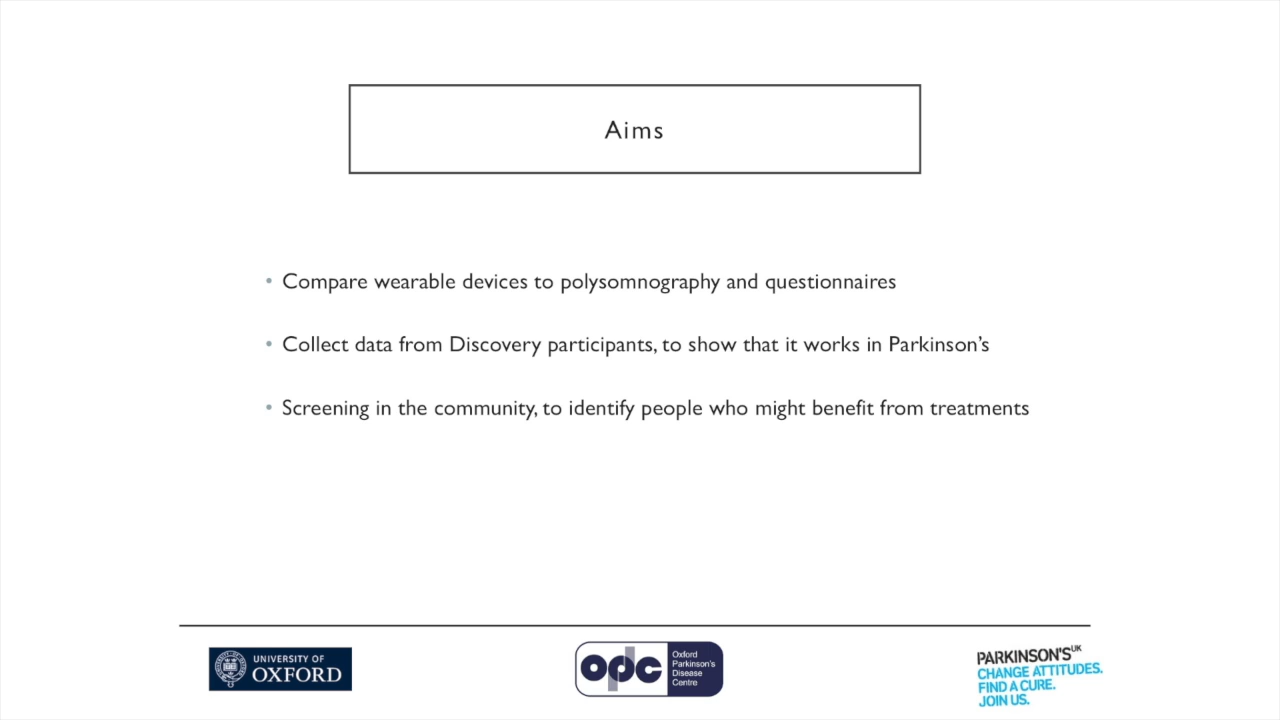 Aims
• Compare wearable devices to polysomnography and questionnaires
• Collect data from Discovery participants, to show that it works in Parkinson's
• Screening in the community, to identify people who might benefit from treatments
UNIVERSITY OF
OXFORD
opdc
Oxford
Parkinson's
Disease
Centre
PARKINSON'S UK
CHANGE ATTITUDES.
FIND A CURE.
JOIN US.